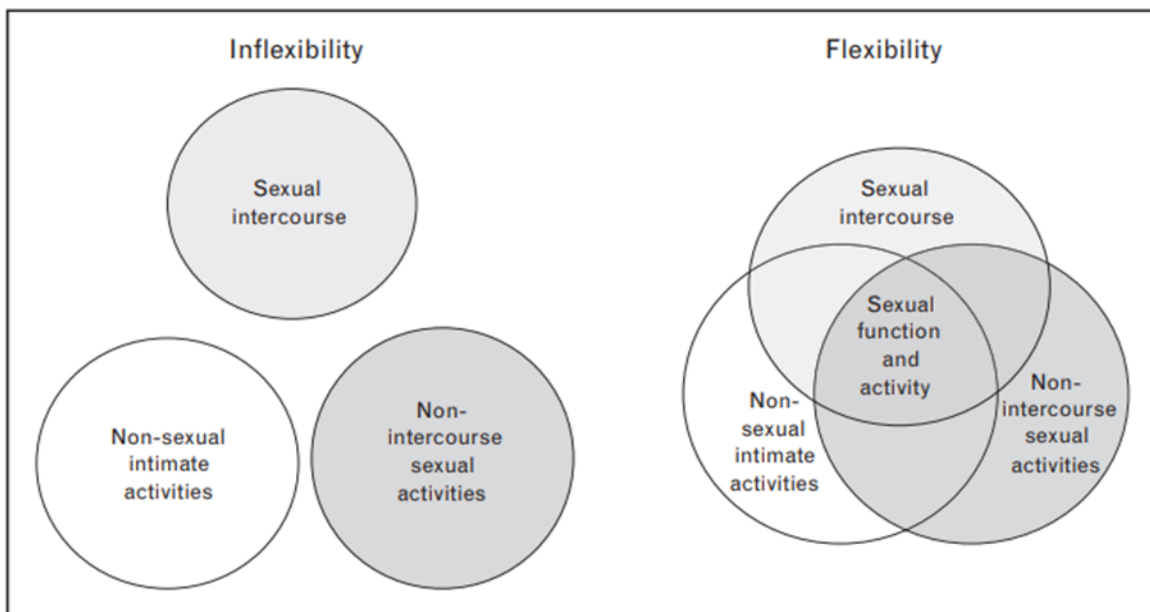 Inflexibility
Flexibility
Sexual
intercourse
Non-sexual
intimate
activities
Non-
intercourse
sexual
activities
Sexual
intercourse
Sexual
function
and
activity
Non-
sexual
intimate
activities
Non-
intercourse
sexual
activities